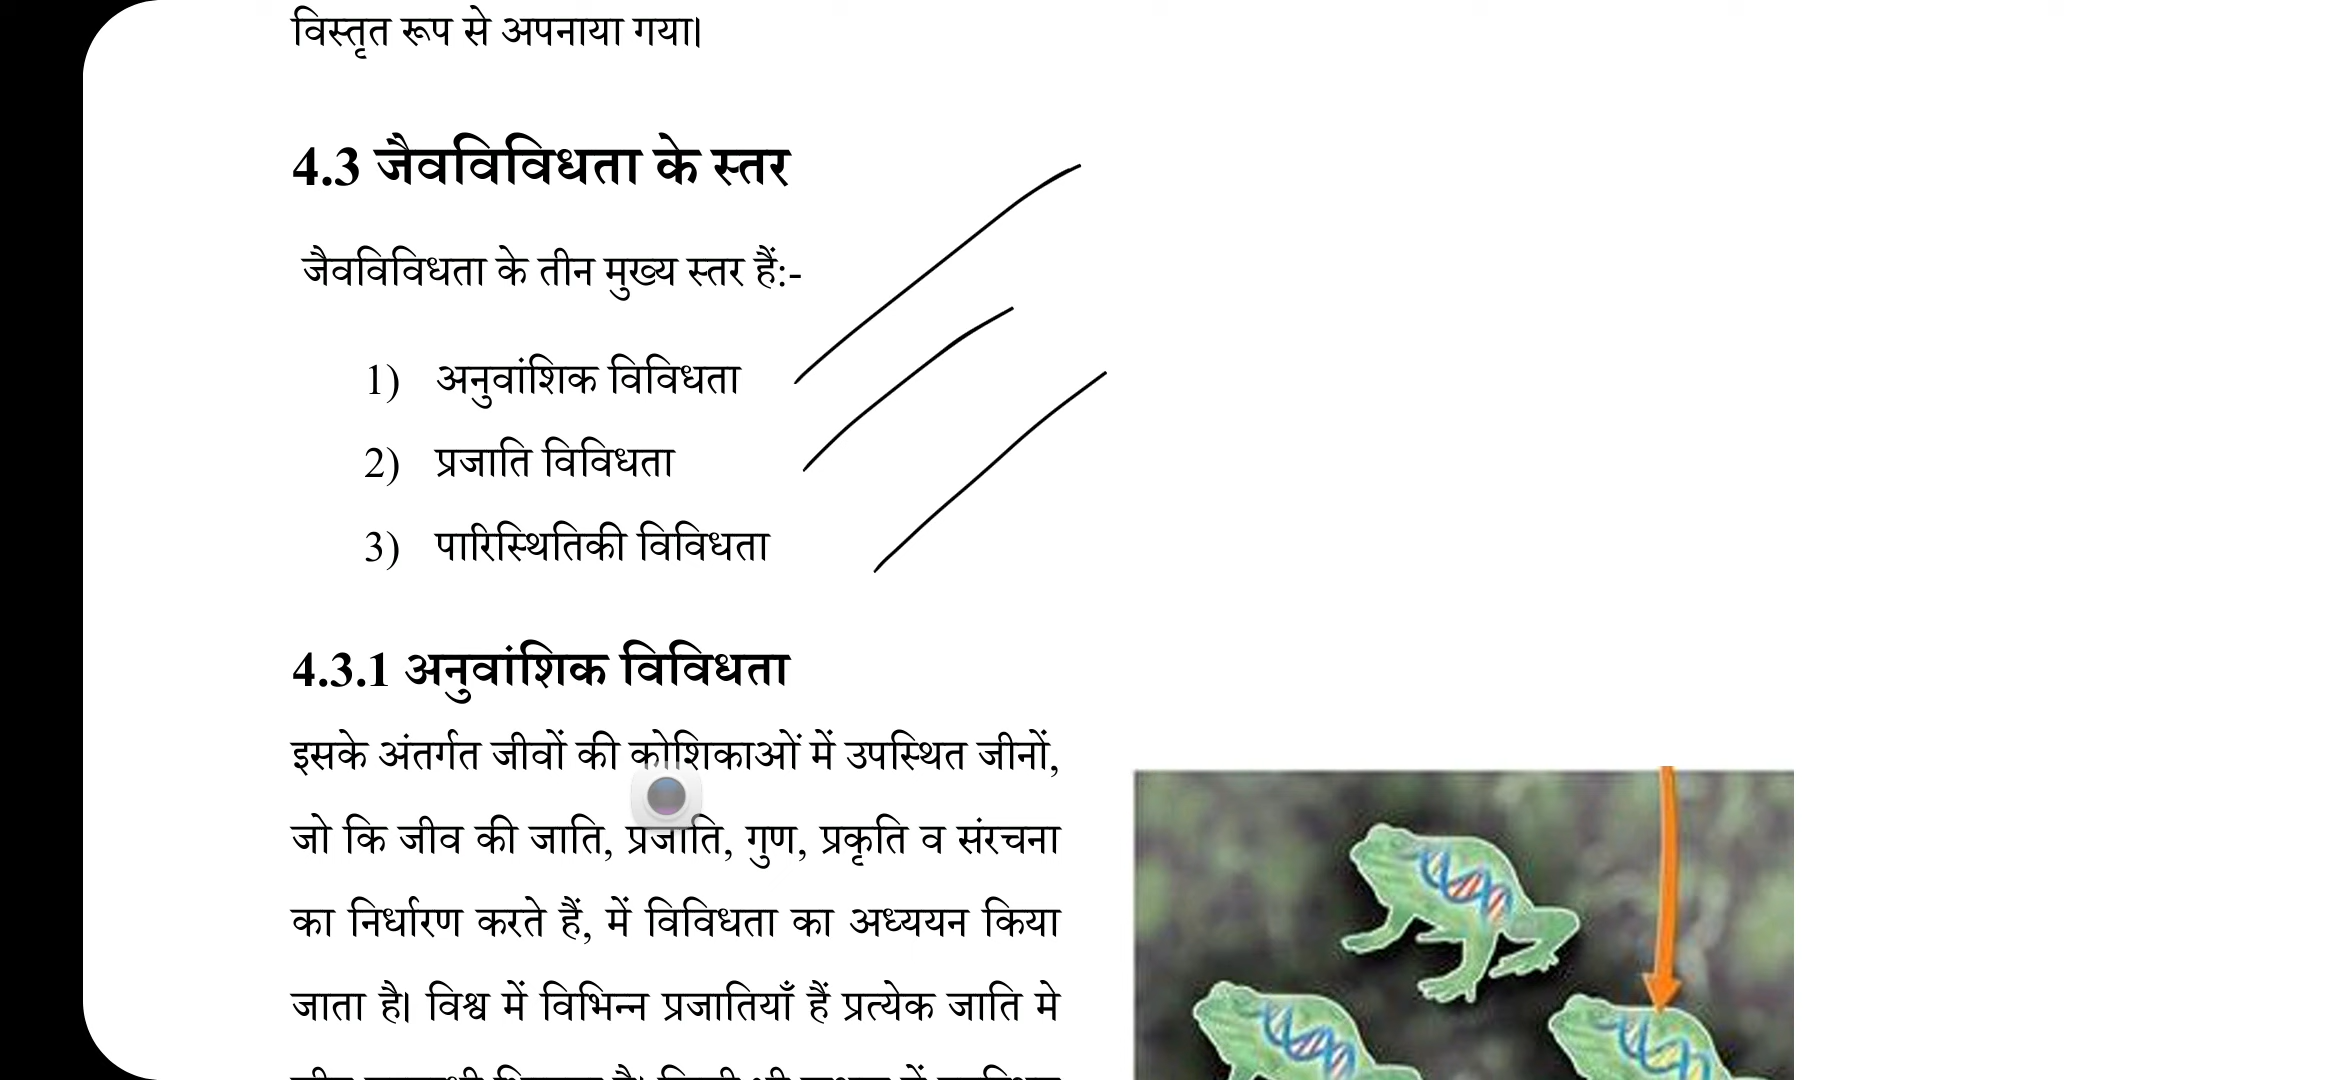 विस्तृत रूप से अपनाया गया।
4.3 जैवविविधता के स्तर
जैवविविधता के तीन मुख्य स्तर हैं:-
1) अनुवांशिक विविधता
2) प्रजाति विविधता
3) पारिस्थितिकी विविधता
4.3.1 अनुवांशिक विविधता
इसके अंतर्गत जीवों की कोशिकाओं में उपस्थित जीनों,
जो कि जीव की जाति, प्रजाति, गुण, प्रकृति व संरचना
का निर्धारण करते हैं, में विविधता का अध्ययन किया
जाता है। विश्व में विभिन्न प्रजातियाँ हैं प्रत्येक जाति मे